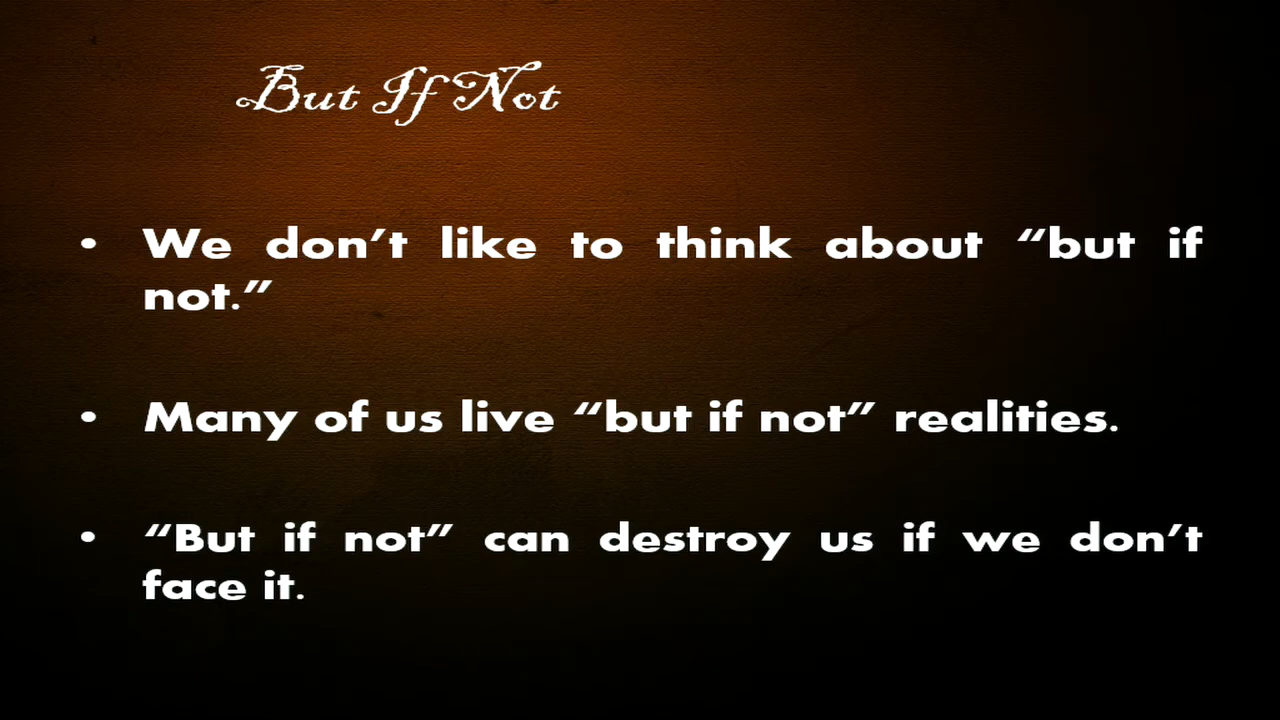 But If Not
• We don’t like to think about “but if
not.”
• Many of us live “but if not” realities.
• “But if not” can destroy us if we don’t
face it.